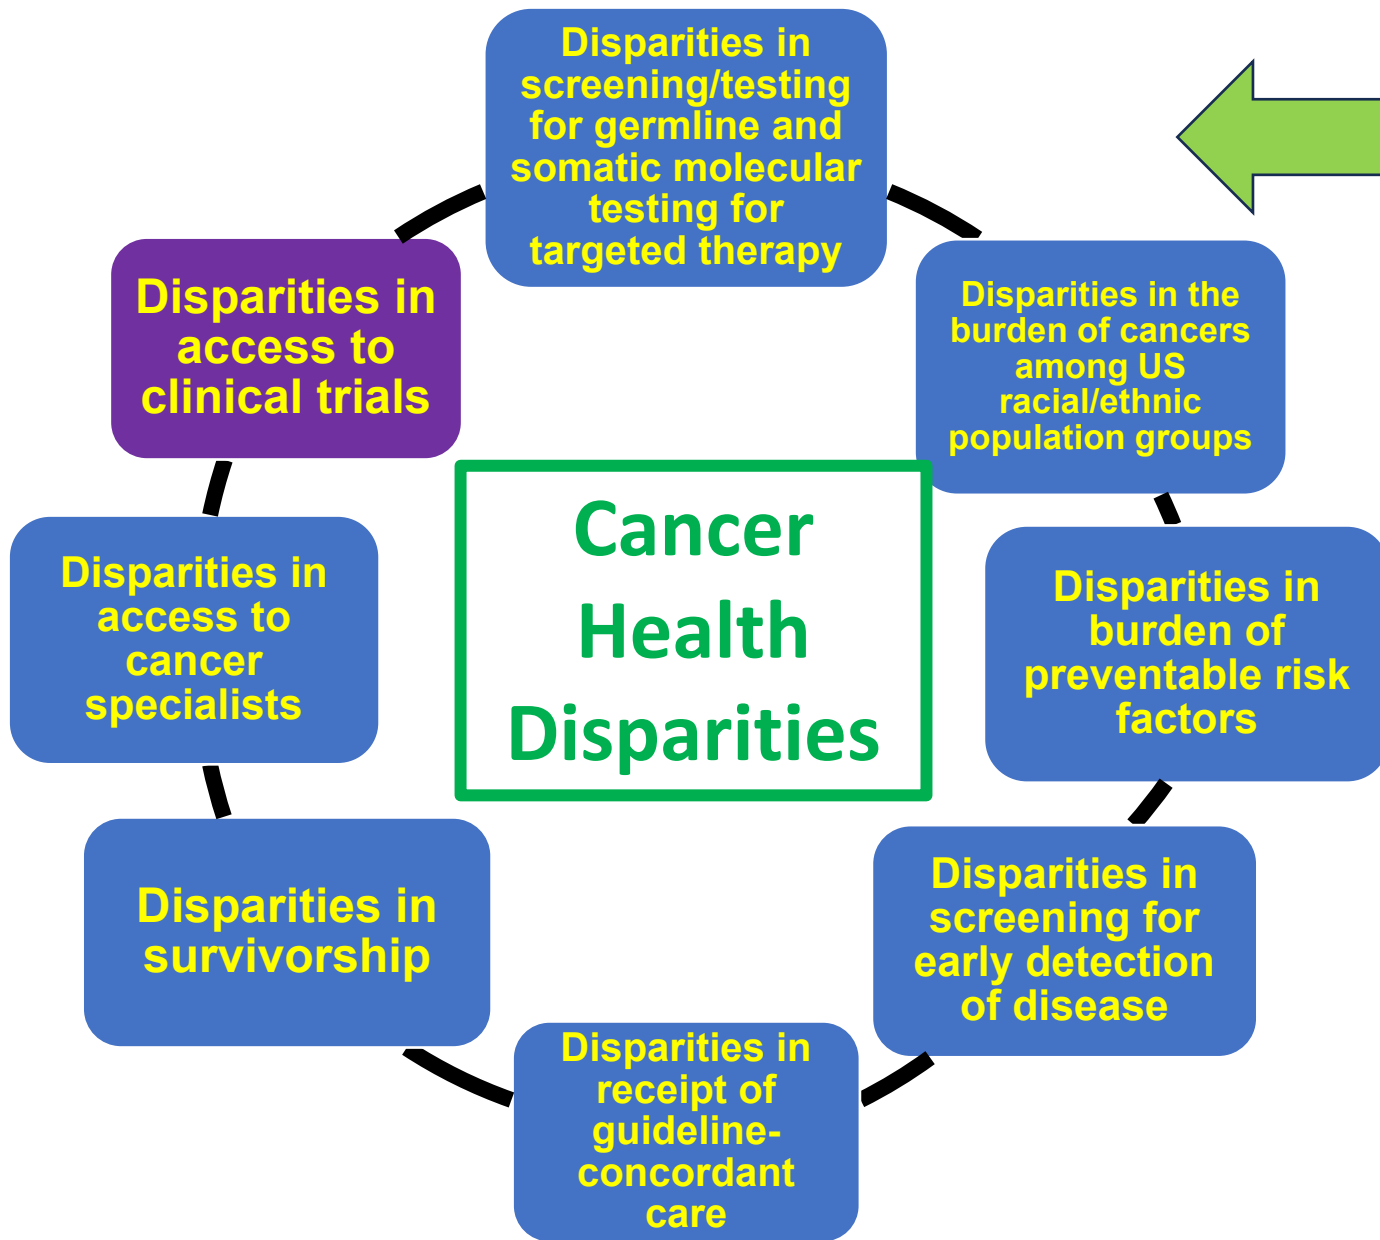 Disparities in
screening/testing
for germline and
somatic molecular
testing for
targeted therapy
Disparities in the
burden of cancers
among US
racial/ethnic
population groups
Disparities in
burden of
preventable risk
factors
Disparities in
screening for
early detection
of disease
Disparities in
receipt of
guideline-
concordant
care
Disparities in
survivorship
Disparities in
access to
cancer
specialists
Disparities in
access to
clinical trials
Cancer
Health
Disparities